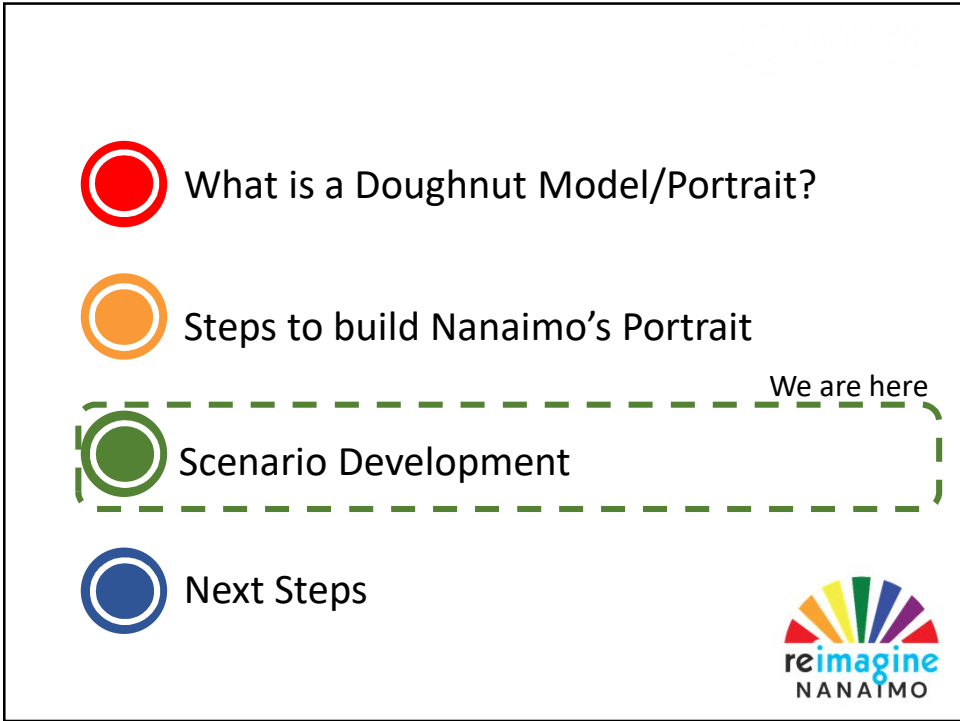 What is a Doughnut Model/Portrait?
Steps to build Nanaimo's Portrait
We are here
Scenario Development
Next Steps
reimagine
NANAIMO